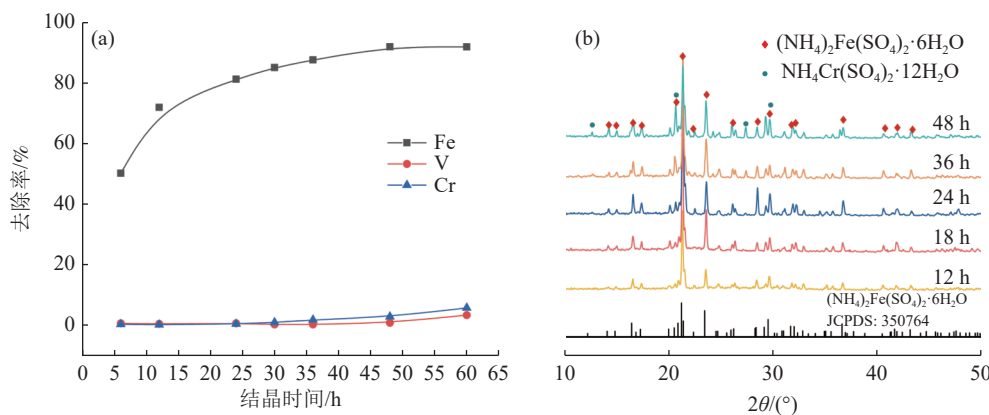 (a)
100
80
60
40
20
0
去除率/%
Fe
V
Cr
0 5 10 15 20 25 30 35 40 45 50 55 60 65
结晶时间/h
(b)
(NH₄)₂Fe(SO₄)₂·6H₂O
NH₄Cr(SO₄)₂·12H₂O
48 h
36 h
24 h
18 h
12 h
(NH₄)₂Fe(SO₄)₂·6H₂O
JCPDS: 350764
10 20 30 40 50
2θ/(°)